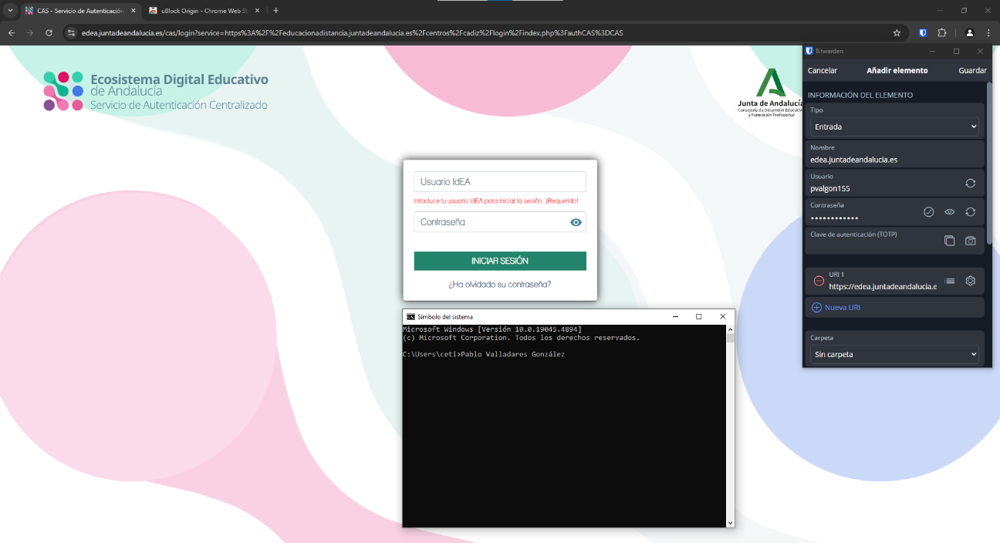 CAS - Servicio de Autenticación
uBlock Origin - Chrome Web St
edea.juntadeandalucia.es/cas/login?service=https%3A%2F%2Feducacionadistancia.juntadeandalucia.es%2Fcentros%2Fcadiz%2Flogin%2Findex.php%3FauthCAS%3DCAS
Ecosistema Digital Educativo
de Andalucía
Servicio de Autenticación Centralizado
Junta de Andalucía
Consejería de Desarrollo Educativo
y Formación Profesional
Usuario IdEA
Introduce tu usuario IdEA para iniciar la sesión. ¡Requerido!
Contraseña
INICIAR SESIÓN
¿Ha olvidado su contraseña?
Símbolo del sistema
Microsoft Windows [Versión 10.0.19045.4894]
(c) Microsoft Corporation. Todos los derechos reservados.
C:\Users\ceti>Pablo Valladares González
Bitwarden
Cancelar
Añadir elemento
Guardar
INFORMACIÓN DEL ELEMENTO
Tipo
Entrada
Nombre
edea.juntadeandalucia.es
Usuario
pvalgon155
Contraseña
••••••••••••
Clave de autenticación (TOTP)
URI 1
https://edea.juntadeandalucia.e
Nueva URI
Carpeta
Sin carpeta